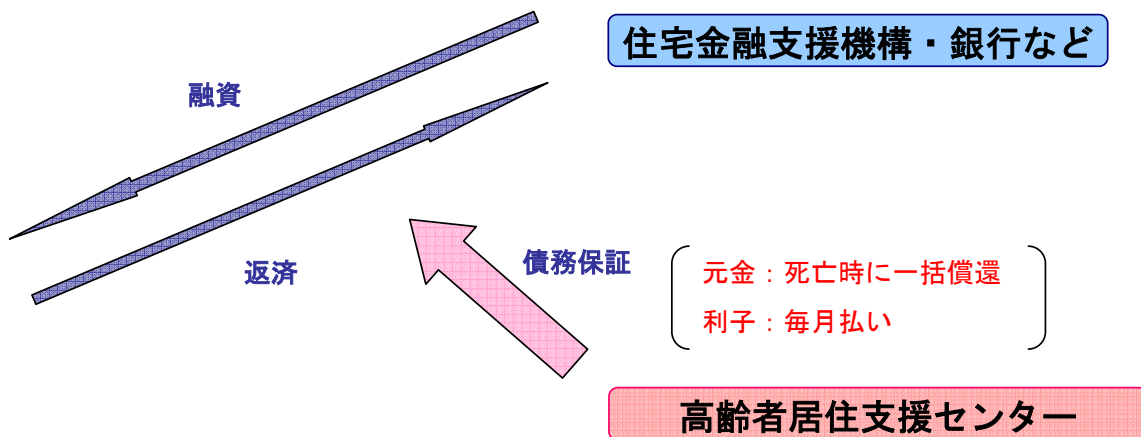 住宅金融支援機構・銀行など
融資
返済
債務保証
元金：死亡時に一括償還
利子：毎月払い
高齢者居住支援センター